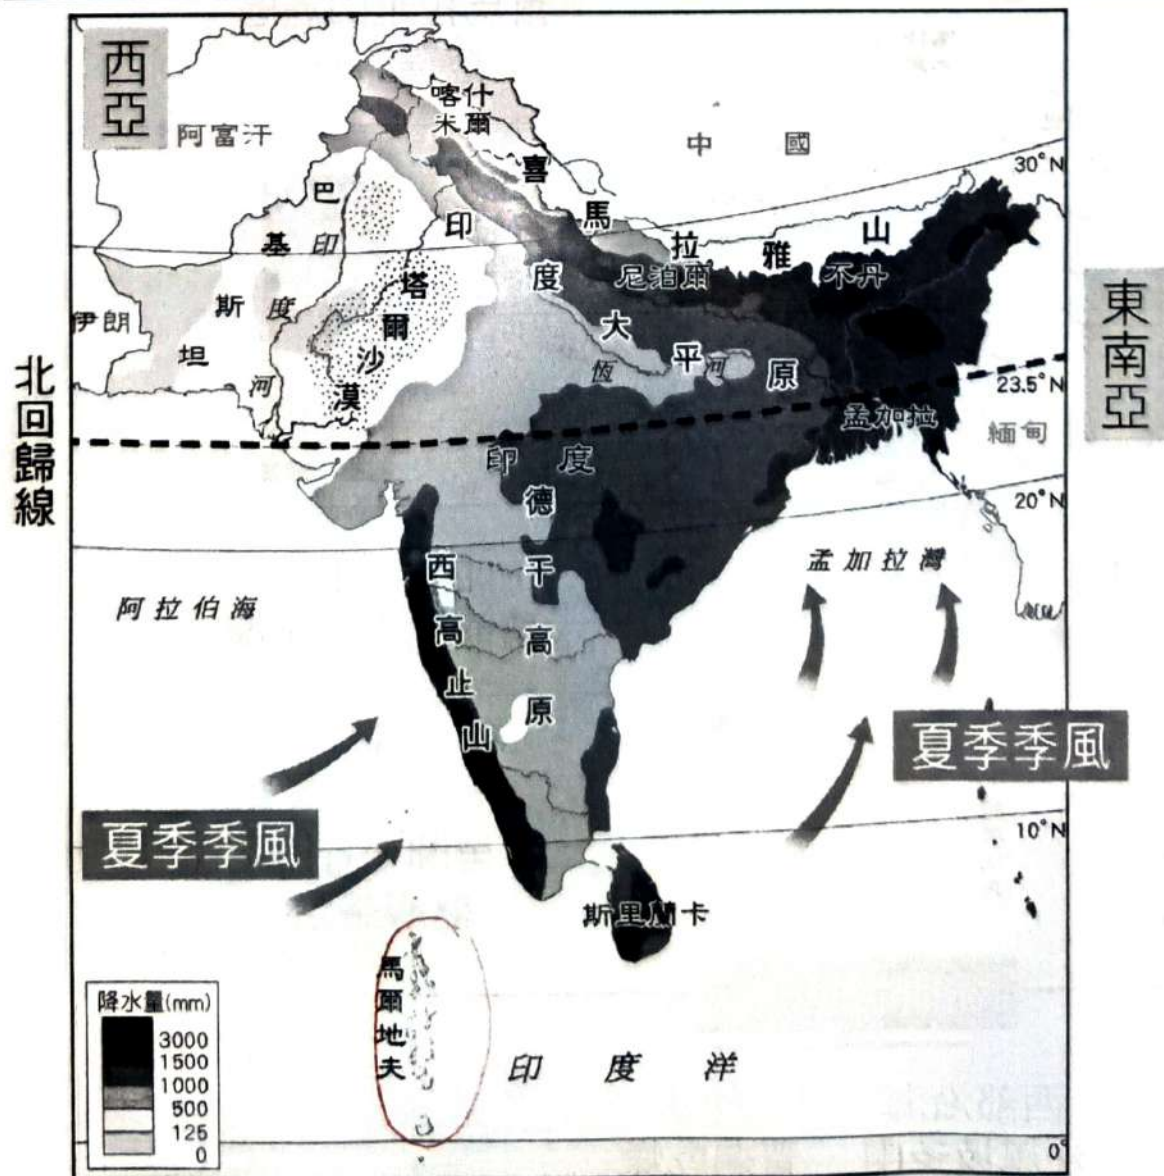 西亞
阿富汗
喀什
米爾
中國
30°N
喜馬拉雅山
巴基斯坦
印度河
印度大平原
尼泊爾
不丹
塔爾沙漠
伊朗
恆河
東南亞
北回歸線
23.5°N
孟加拉
緬甸
印度
20°N
德干高原
西高止山
孟加拉灣
阿拉伯海
夏季季風
夏季季風
10°N
斯里蘭卡
馬爾地夫
印度洋
降水量(mm)
3000
1500
1000
500
125
0
0°